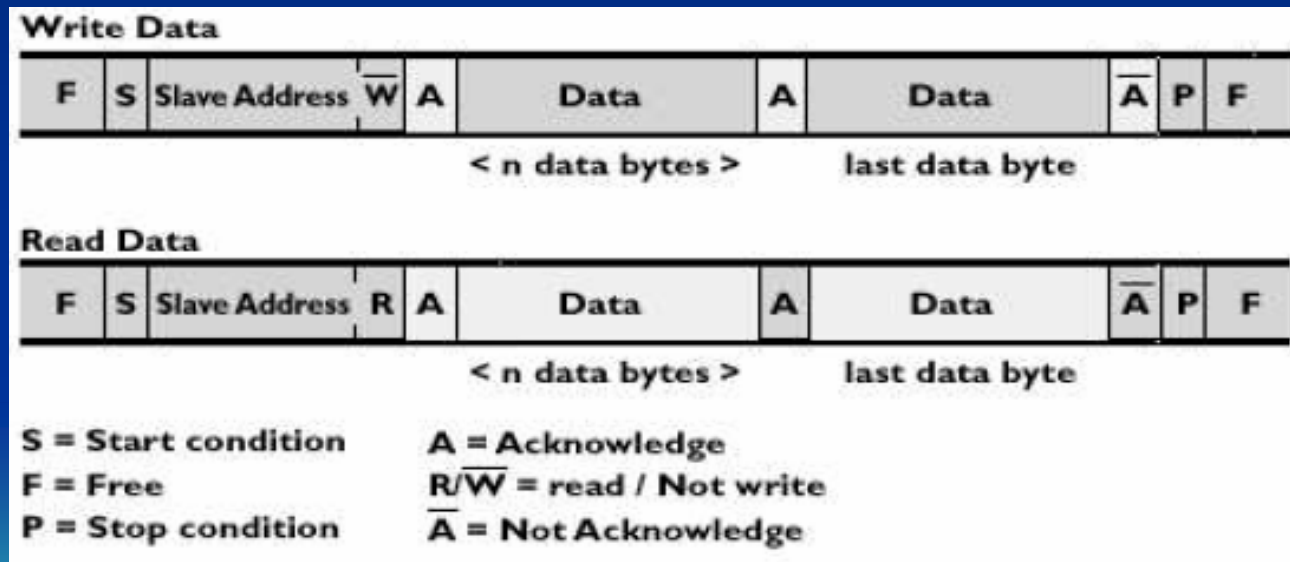 Write Data
F S Slave Address W̅ A Data A Data A̅ P F
< n data bytes > last data byte
Read Data
F S Slave Address R A Data A Data A̅ P F
< n data bytes > last data byte
S = Start condition A = Acknowledge
F = Free R/W̅ = read / Not write
P = Stop condition A̅ = Not Acknowledge